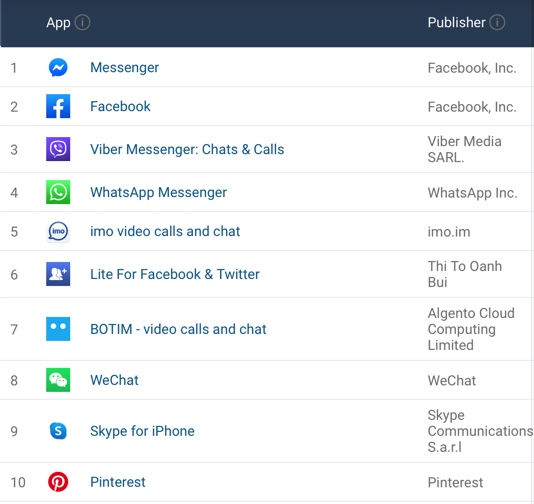 App Publisher
1 Messenger Facebook, Inc.
2 Facebook Facebook, Inc.
3 Viber Messenger: Chats & Calls Viber Media
SARL.
4 WhatsApp Messenger WhatsApp Inc.
5 imo imo video calls and chat imo.im
6 Lite For Facebook & Twitter Thi To Oanh
Bui
7 BOTIM - video calls and chat Algento Cloud
Computing
Limited
8 WeChat WeChat
9 Skype for iPhone Skype
Communications
S.a.r.l
10 Pinterest Pinterest